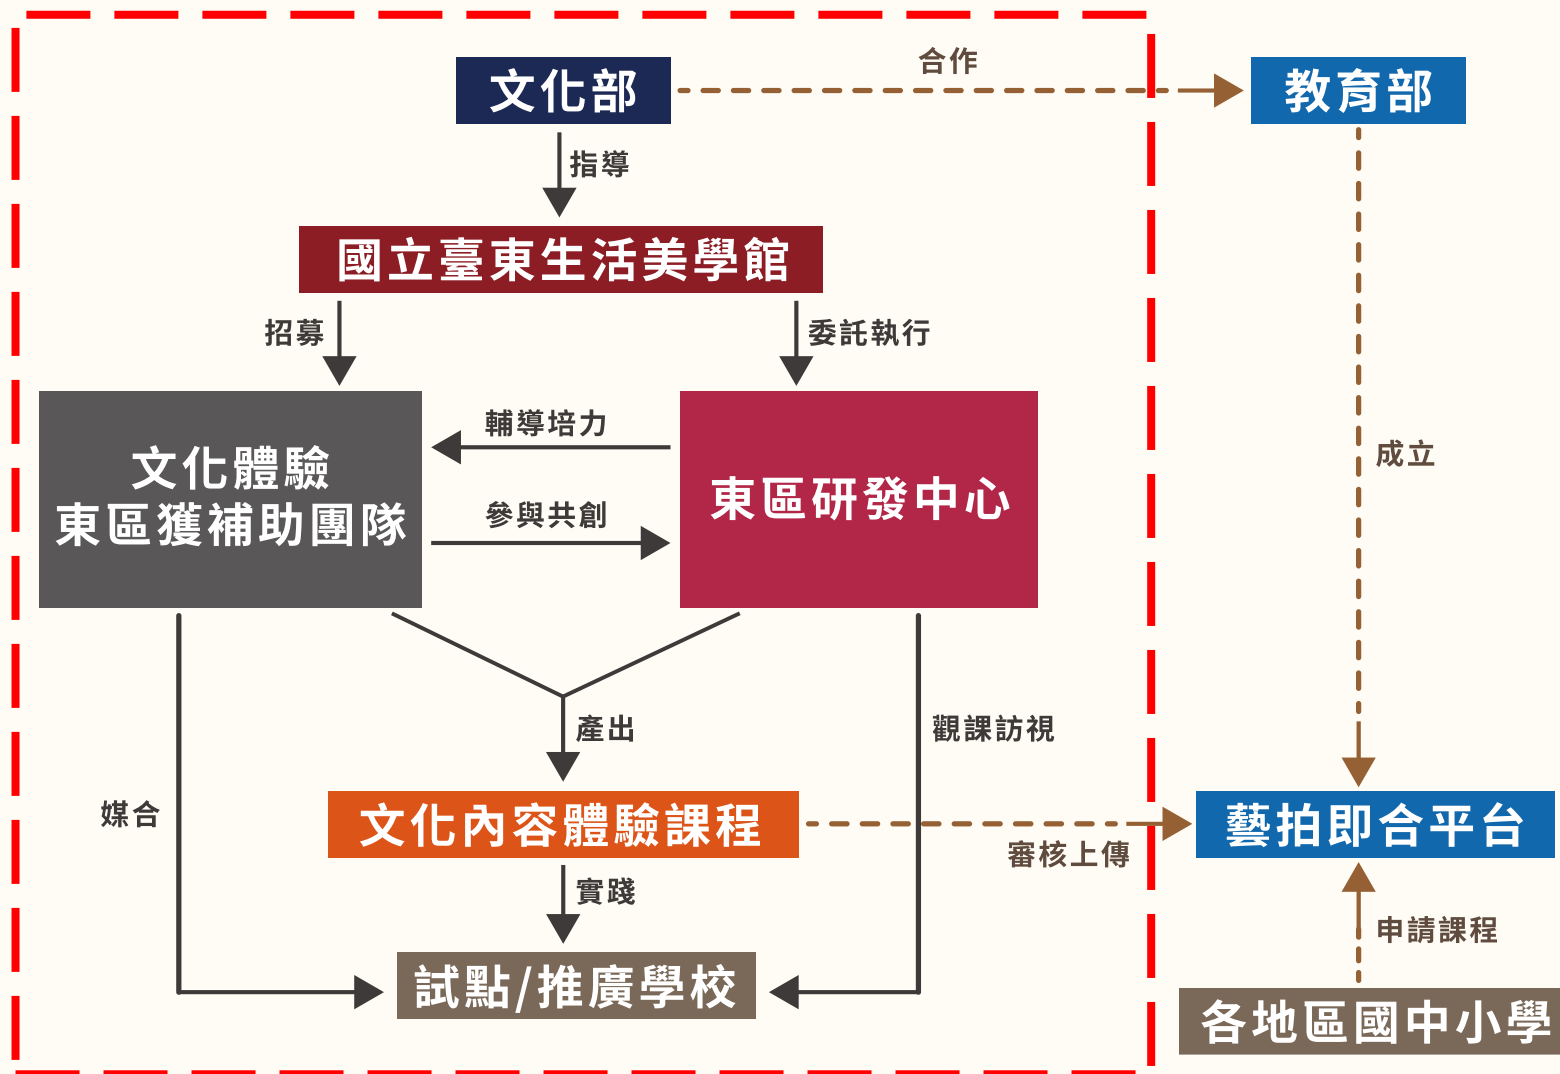 文化部
合作
教育部
指導
國立臺東生活美學館
招募
委託執行
文化體驗
東區獲補助團隊
輔導培力
參與共創
東區研發中心
成立
產出
觀課訪視
媒合
文化內容體驗課程
審核上傳
藝拍即合平台
實踐
申請課程
試點/推廣學校
各地區國中小學